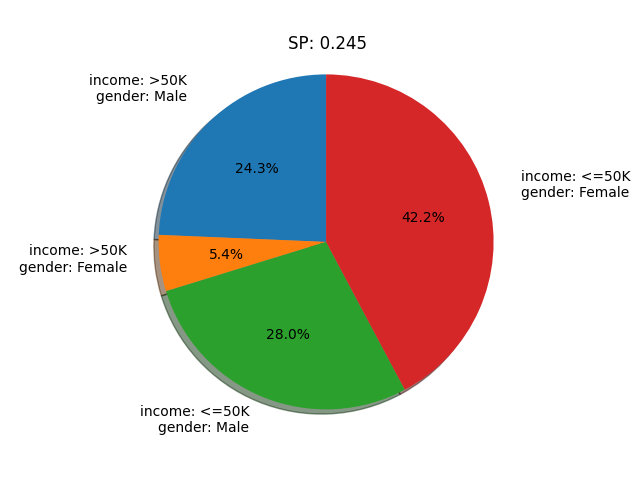 SP: 0.245
income: >50K
gender: Male
24.3%
income: <=50K
gender: Female
42.2%
income: >50K
gender: Female
5.4%
28.0%
income: <=50K
gender: Male